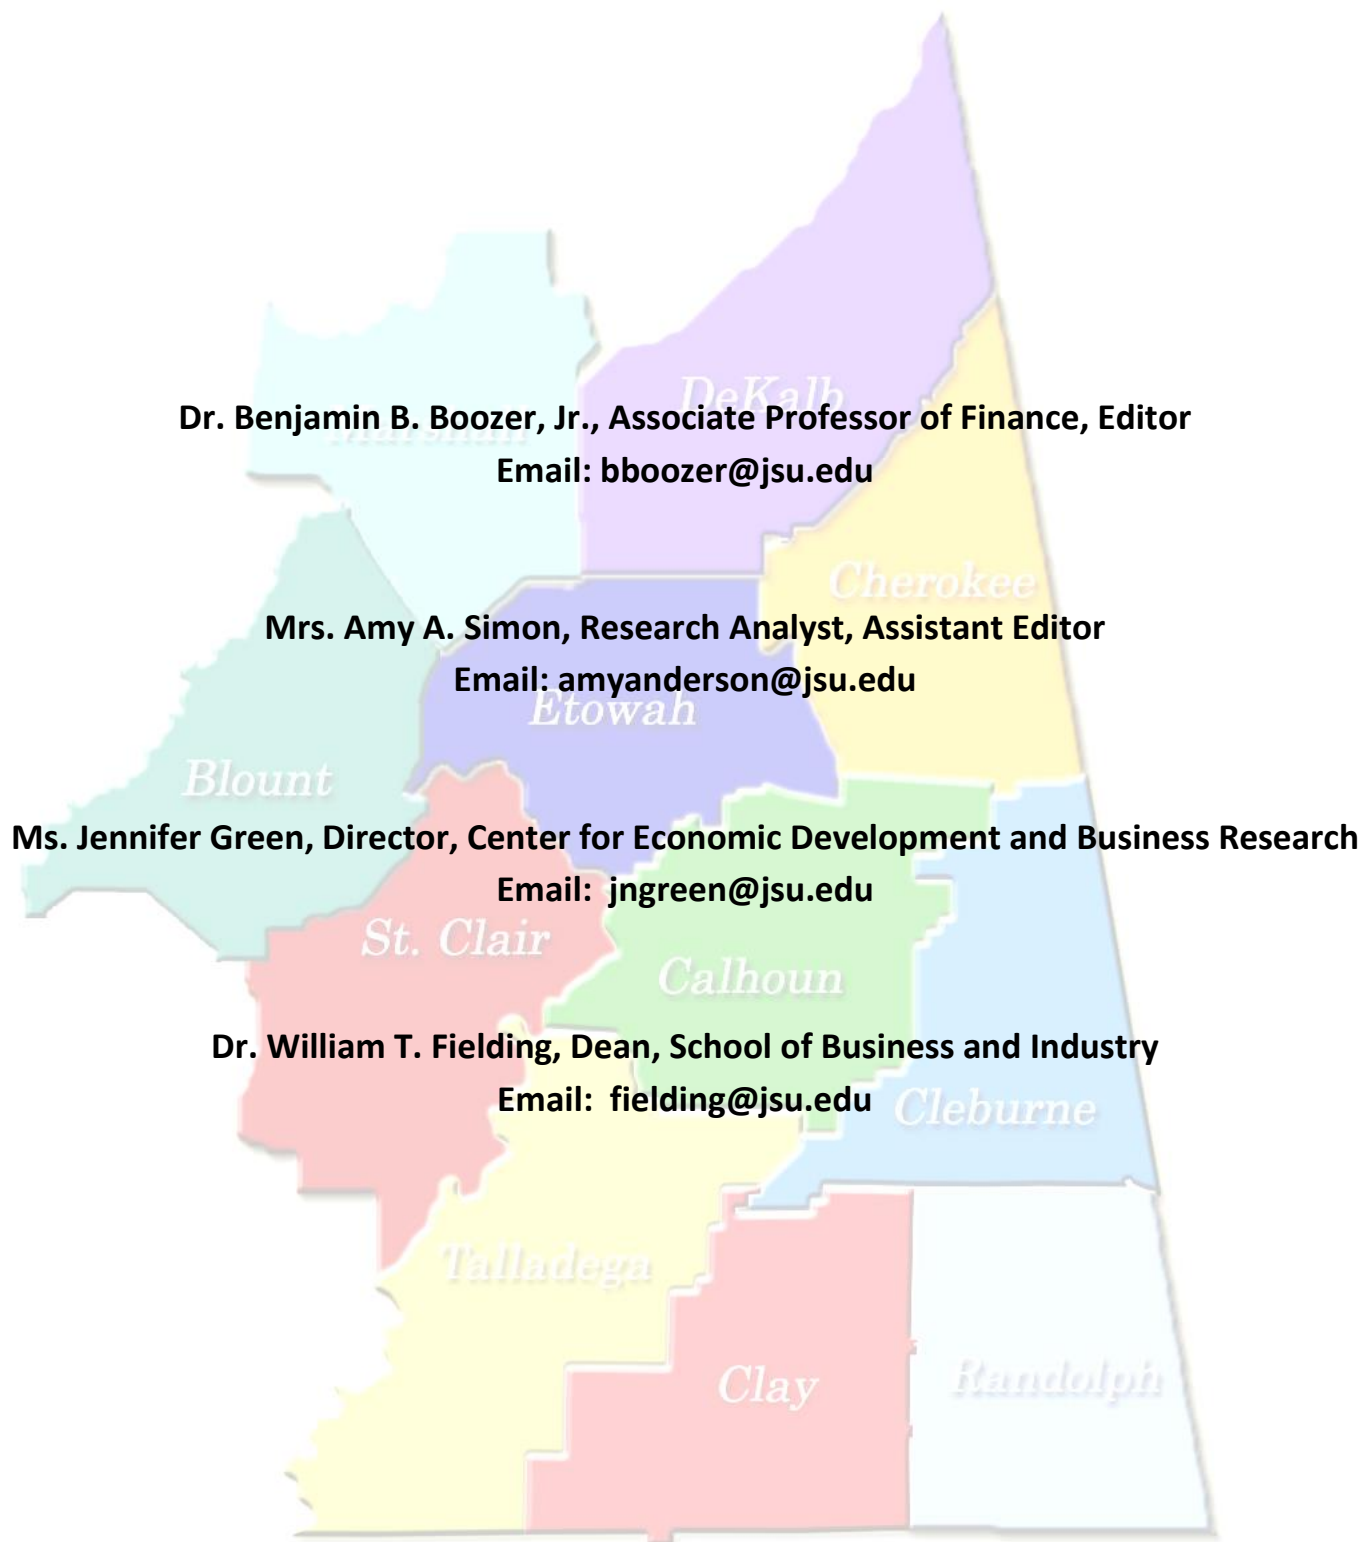 DeKalb
Marshall
Dr. Benjamin B. Boozer, Jr., Associate Professor of Finance, Editor
Email: bboozer@jsu.edu
Cherokee
Mrs. Amy A. Simon, Research Analyst, Assistant Editor
Email: amyanderson@jsu.edu
Etowah
Blount
Ms. Jennifer Green, Director, Center for Economic Development and Business Research
Email: jngreen@jsu.edu
St. Clair
Calhoun
Dr. William T. Fielding, Dean, School of Business and Industry
Email: fielding@jsu.edu
Cleburne
Talladega
Clay
Randolph